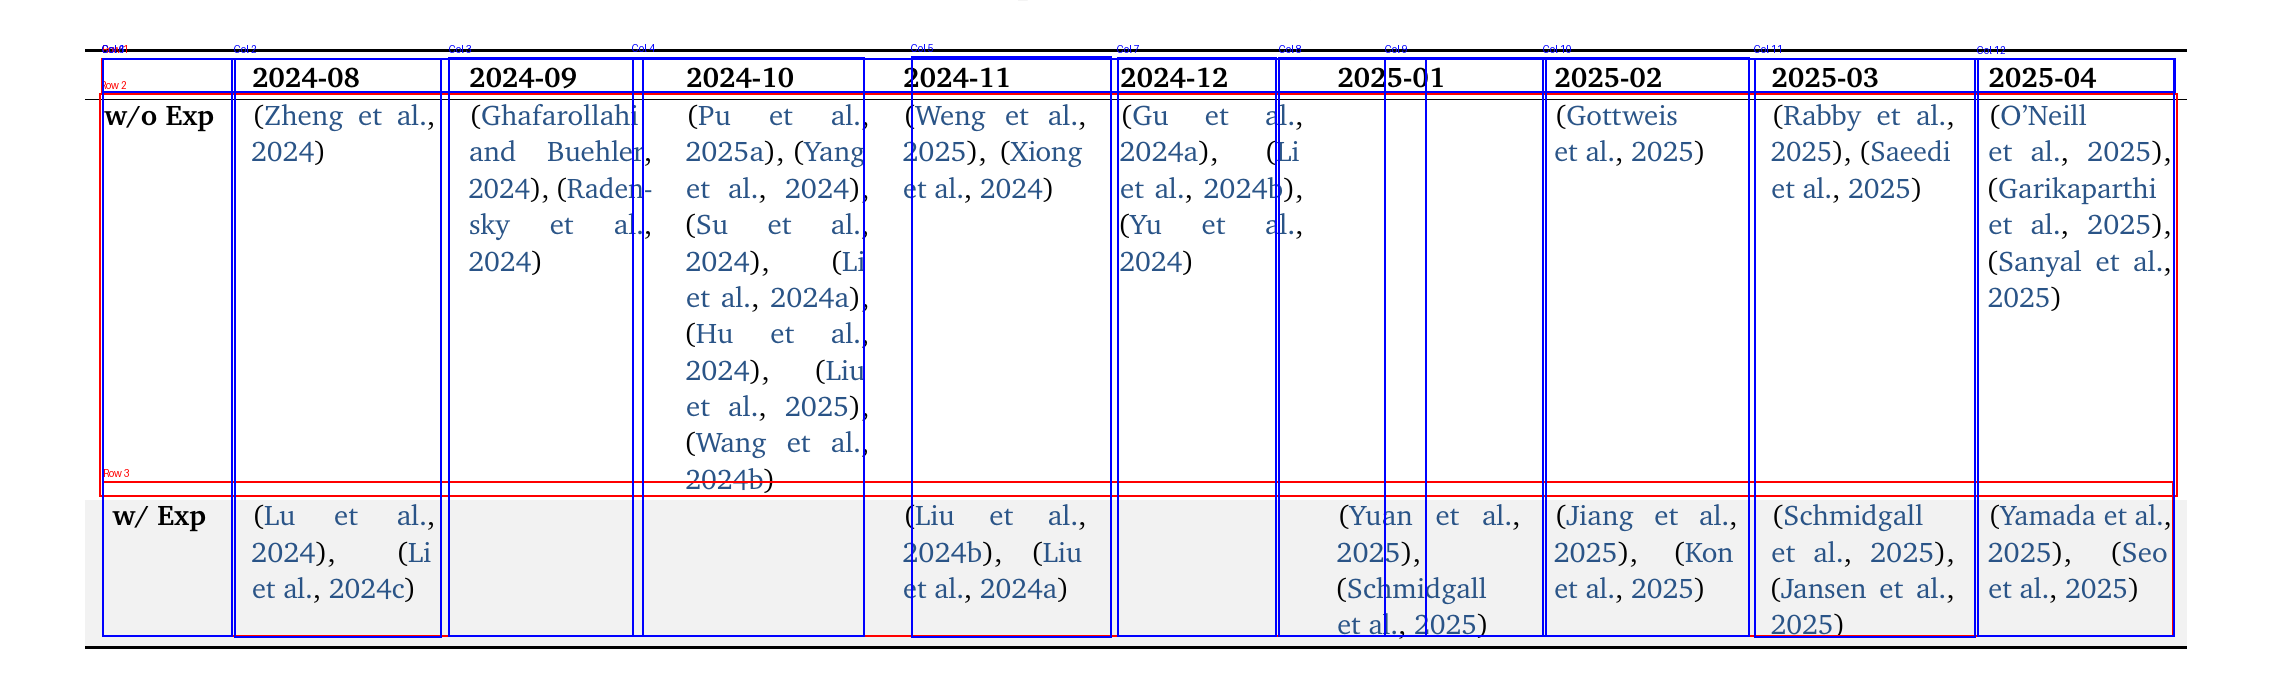 2024-08 2024-09 2024-10 2024-11 2024-12 2025-01 2025-02 2025-03 2025-04
Row 2
w/o Exp (Zheng et al., (Ghafarollahi (Pu et al., (Weng et al., (Gu et al., (Gottweis (Rabby et al., (O'Neill
2024) and Buehler, 2025a), (Yang 2025), (Xiong 2024a), (Li et al., 2025) 2025), (Saeedi et al., 2025),
2024), (Raden- et al., 2024), et al., 2024) et al., 2024b), et al., 2025) (Garikaparthi
sky et al., (Su et al., (Yu et al., et al., 2025),
2024) 2024), (Li 2024) (Sanyal et al.,
et al., 2024a), 2025)
(Hu et al.,
2024), (Liu
et al., 2025),
(Wang et al.,
Row 3
2024b)
w/ Exp (Lu et al., (Liu et al., (Yuan et al., (Jiang et al., (Schmidgall (Yamada et al.,
2024), (Li 2024b), (Liu 2025), 2025), (Kon et al., 2025), 2025), (Seo
et al., 2024c) et al., 2024a) (Schmidgall et al., 2025) (Jansen et al., et al., 2025)
et al., 2025) 2025)